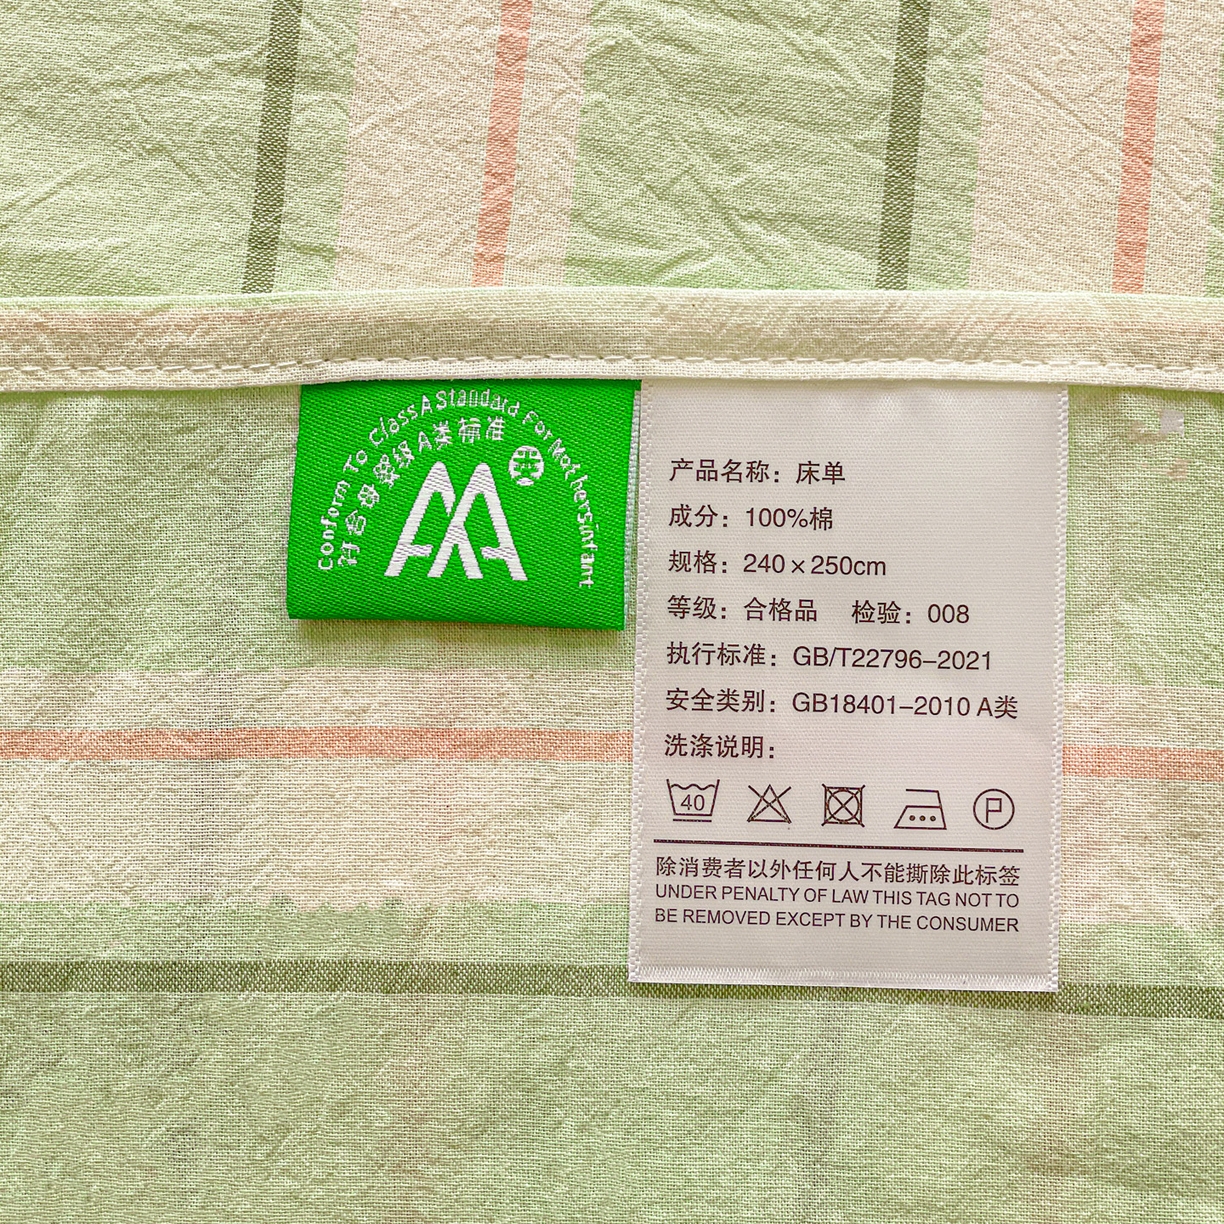 Conform To Class A Standard For Mothersinfant
符合母婴级A类标准
婴
产品名称：床单
成分：100%棉
规格：240×250cm
等级：合格品 检验：008
执行标准：GB/T22796-2021
安全类别：GB18401-2010 A类
洗涤说明：
40
P
除消费者以外任何人不能撕除此标签
UNDER PENALTY OF LAW THIS TAG NOT TO
BE REMOVED EXCEPT BY THE CONSUMER